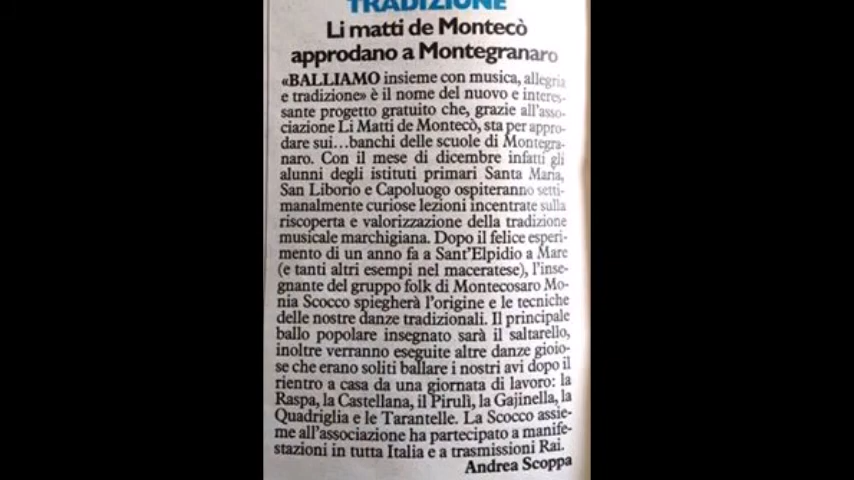 TRADIZIONE
Li matti de Montecò
approdano a Montegranaro
«BALLIAMO insieme con musica, allegria
e tradizione» è il nome del nuovo e interes-
sante progetto gratuito che, grazie all'asso-
ciazione Li Matti de Montecò, sta per appro-
dare sui...banchi delle scuole di Montegra-
naro. Con il mese di dicembre infatti gli
alunni degli istituti primari Santa Maria,
San Liborio e Capoluogo ospiteranno setti-
manalmente curiose lezioni incentrate sulla
riscoperta e valorizzazione della tradizione
musicale marchigiana. Dopo il felice esperi-
mento di un anno fa a Sant'Elpidio a Mare
(e tanti altri esempi nel maceratese), l'inse-
gnante del gruppo folk di Montecosaro Mo-
nia Scocco spiegherà l'origine e le tecniche
delle nostre danze tradizionali. Il principale
ballo popolare insegnato sarà il saltarello,
inoltre verranno eseguite altre danze gioio-
se che erano soliti ballare i nostri avi dopo il
rientro a casa da una giornata di lavoro: la
Raspa, la Castellana, il Pirulì, la Gajinella, la
Quadriglia e le Tarantelle. La Scocco assie-
me all'associazione ha partecipato a manife-
stazioni in tutta Italia e a trasmissioni Rai.
Andrea Scoppa